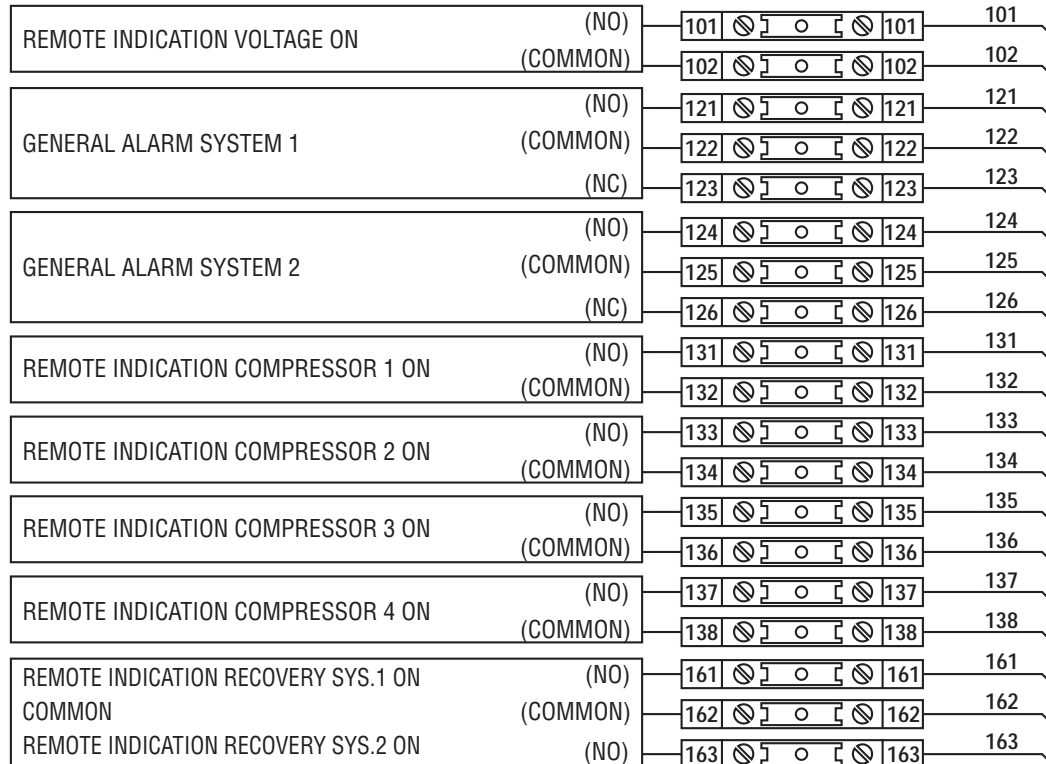 REMOTE INDICATION VOLTAGE ON (NO) 101 101 101
(COMMON) 102 102 102
GENERAL ALARM SYSTEM 1 (NO) 121 121 121
(COMMON) 122 122 122
(NC) 123 123 123
GENERAL ALARM SYSTEM 2 (NO) 124 124 124
(COMMON) 125 125 125
(NC) 126 126 126
REMOTE INDICATION COMPRESSOR 1 ON (NO) 131 131 131
(COMMON) 132 132 132
REMOTE INDICATION COMPRESSOR 2 ON (NO) 133 133 133
(COMMON) 134 134 134
REMOTE INDICATION COMPRESSOR 3 ON (NO) 135 135 135
(COMMON) 136 136 136
REMOTE INDICATION COMPRESSOR 4 ON (NO) 137 137 137
(COMMON) 138 138 138
REMOTE INDICATION RECOVERY SYS.1 ON (NO) 161 161 161
COMMON (COMMON) 162 162 162
REMOTE INDICATION RECOVERY SYS.2 ON (NO) 163 163 163